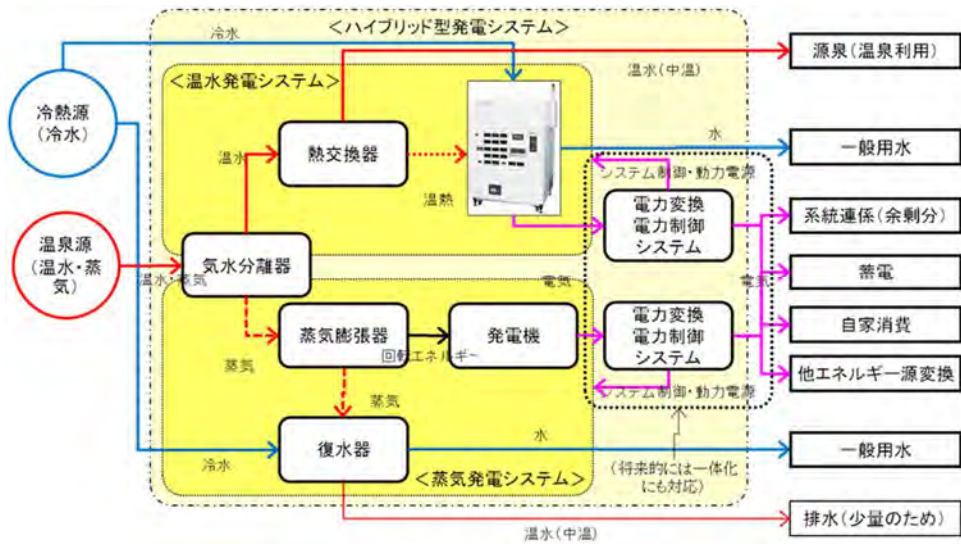 ＜ハイブリッド型発電システム＞
冷水
＜温水発電システム＞
冷熱源
（冷水）
温水
熱交換器
温熱
温水（中温）
源泉（温泉利用）
水
一般用水
システム制御・動力電源
電力変換
電力制御
システム
系統連係（余剰分）
温泉源
（温水・蒸
気）
温水・蒸気
気水分離器
電気
電気
蓄電
蒸気膨張器
回転エネルギー
発電機
電力変換
電力制御
システム
自家消費
蒸気
システム制御・動力電源
他エネルギー源変換
蒸気
冷水
復水器
水
一般用水
＜蒸気発電システム＞
（将来的には一体化
にも対応）
温水（中温）
排水（少量のため）